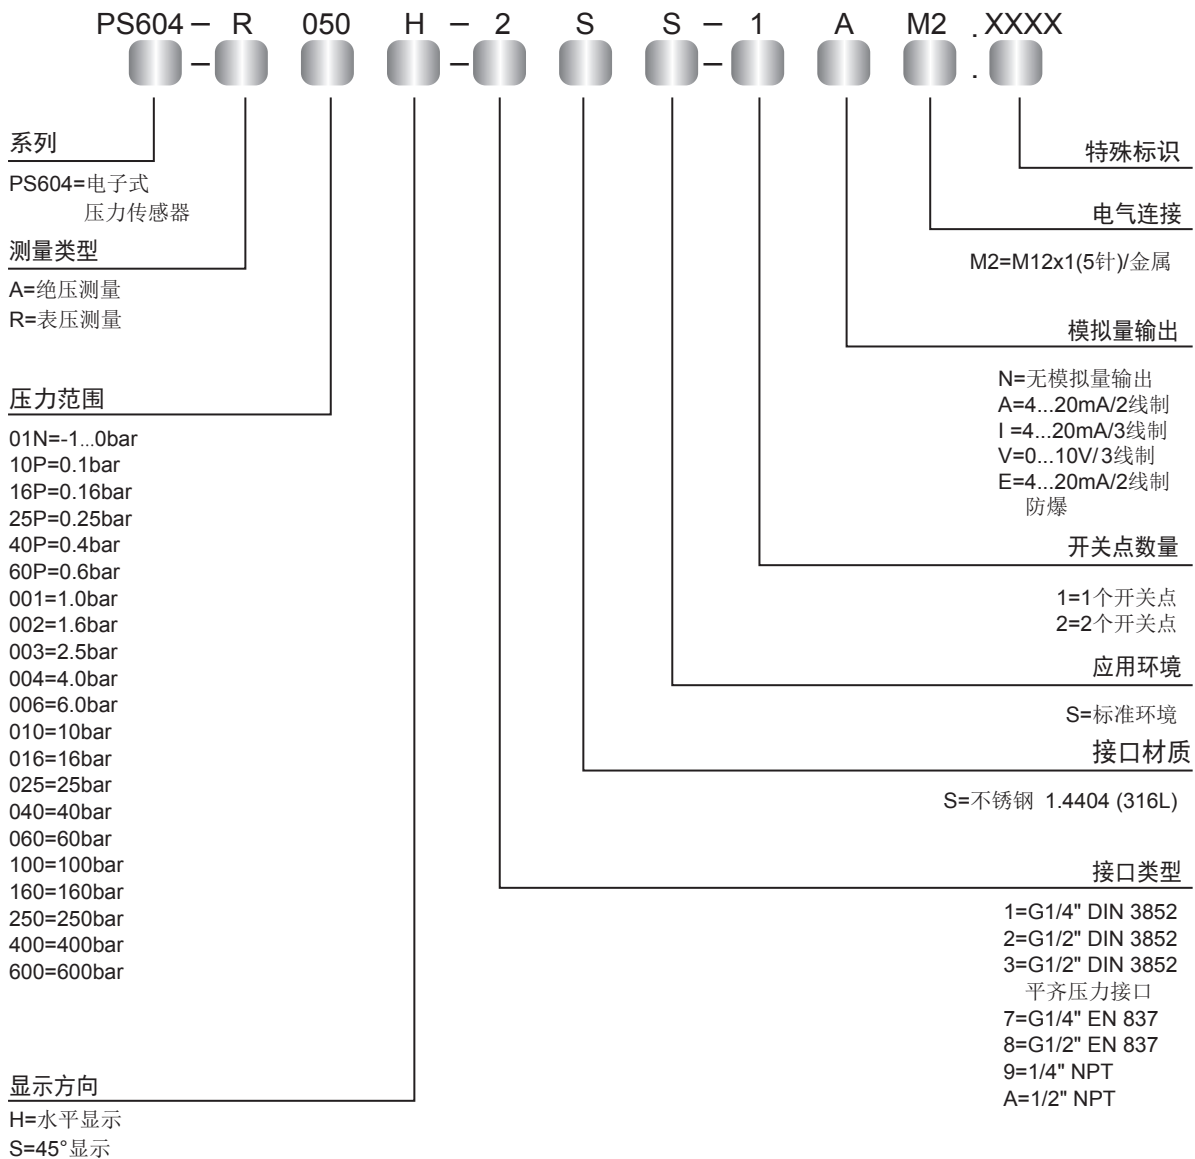 PS604 – R 050 H – 2 S S – 1 A M2 . XXXX
系列
PS604=电子式
压力传感器
测量类型
A=绝压测量
R=表压测量
压力范围
01N=-1...0bar
10P=0.1bar
16P=0.16bar
25P=0.25bar
40P=0.4bar
60P=0.6bar
001=1.0bar
002=1.6bar
003=2.5bar
004=4.0bar
006=6.0bar
010=10bar
016=16bar
025=25bar
040=40bar
060=60bar
100=100bar
160=160bar
250=250bar
400=400bar
600=600bar
显示方向
H=水平显示
S=45°显示
特殊标识
电气连接
M2=M12x1(5针)/金属
模拟量输出
N=无模拟量输出
A=4...20mA/2线制
I =4...20mA/3线制
V=0...10V/3线制
E=4...20mA/2线制
防爆
开关点数量
1=1个开关点
2=2个开关点
应用环境
S=标准环境
接口材质
S=不锈钢 1.4404 (316L)
接口类型
1=G1/4" DIN 3852
2=G1/2" DIN 3852
3=G1/2" DIN 3852
平齐压力接口
7=G1/4" EN 837
8=G1/2" EN 837
9=1/4" NPT
A=1/2" NPT